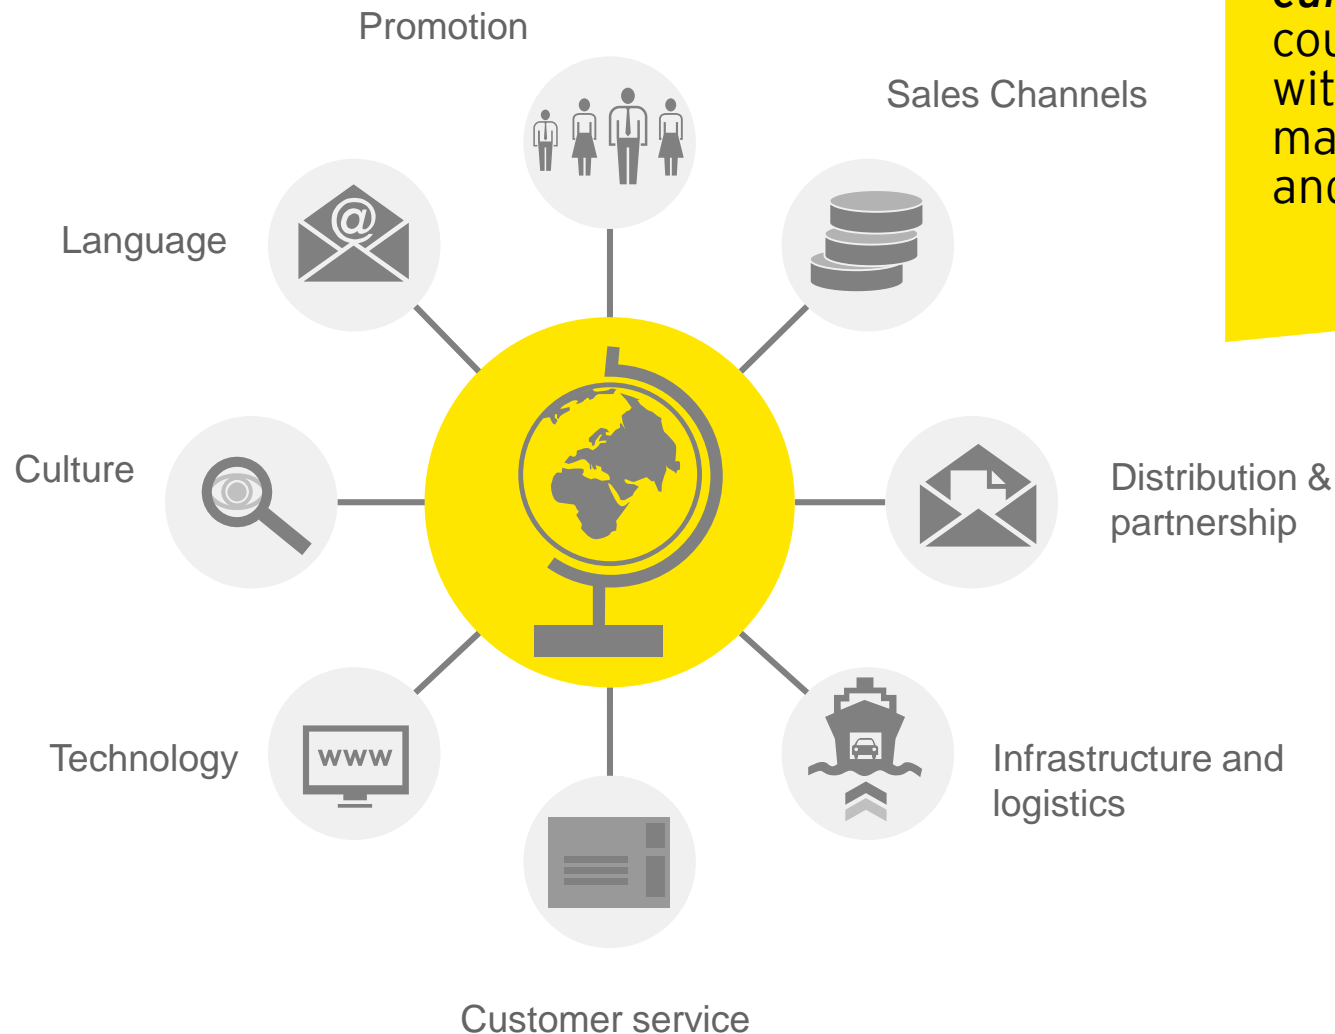 Promotion
Sales Channels
Language
@
Culture
Distribution &
partnership
Technology
www
Infrastructure and
logistics
Customer service